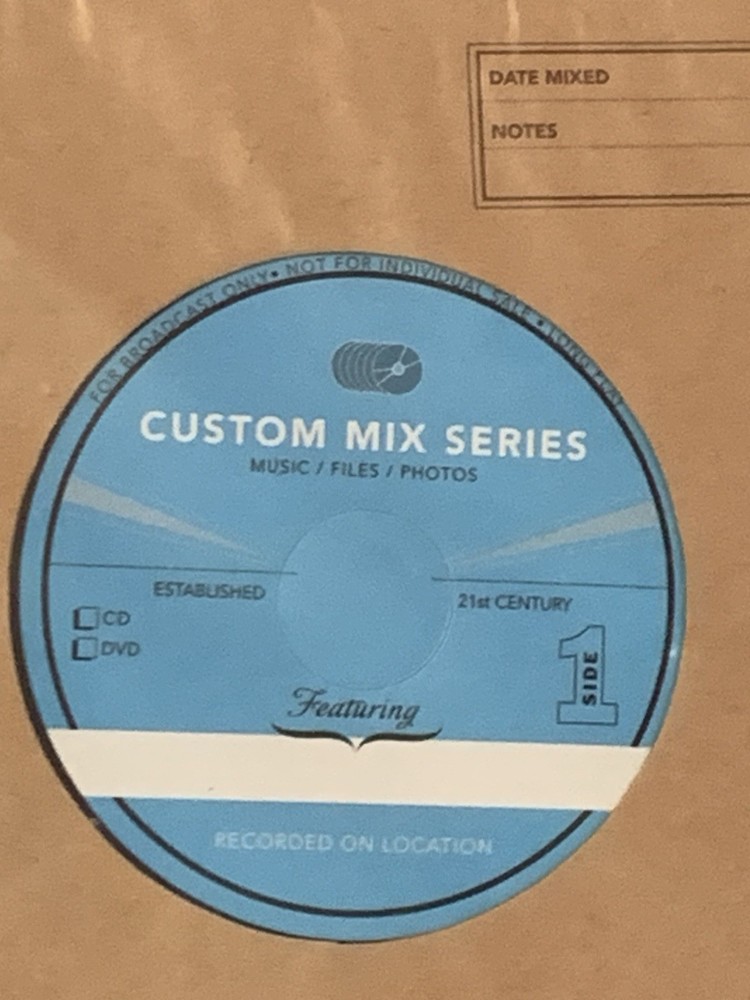 DATE MIXED
NOTES
FOR BROADCAST ONLY • NOT FOR INDIVIDUAL SALE • LONG PLAY
CUSTOM MIX SERIES
MUSIC / FILES / PHOTOS
ESTABLISHED
21st CENTURY
CD
DVD
SIDE 1
Featuring
RECORDED ON LOCATION